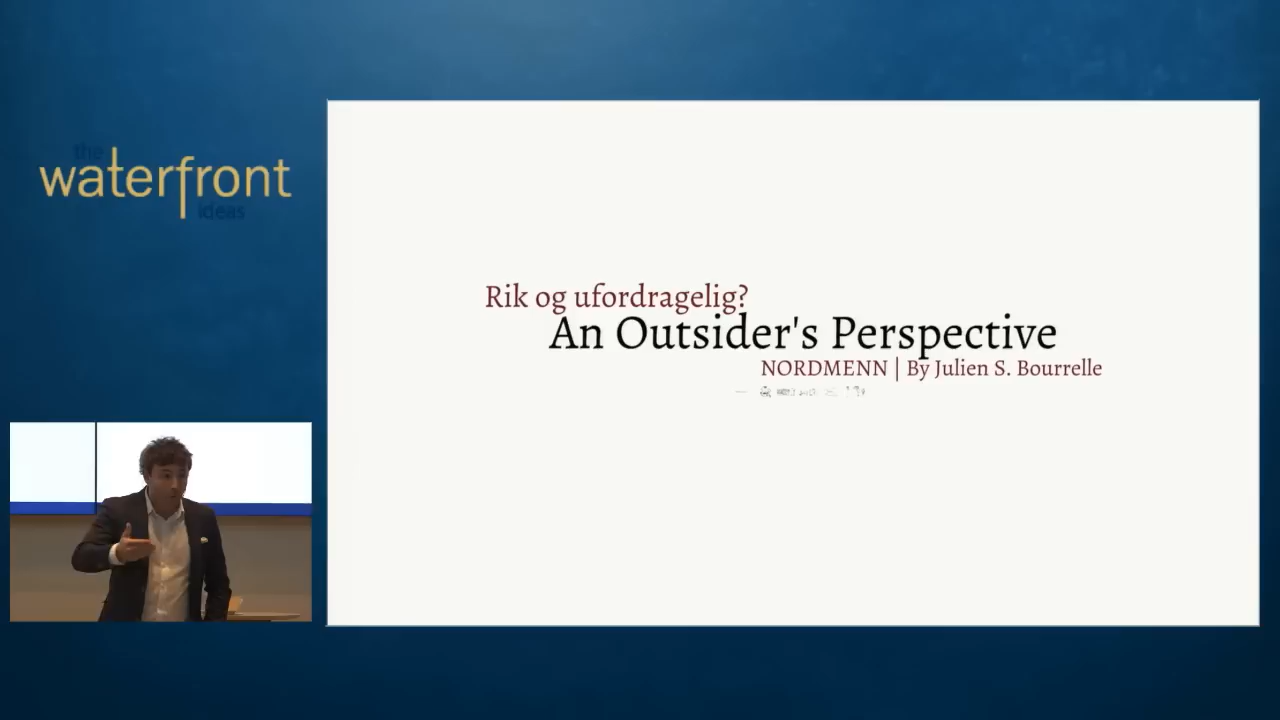 the
waterfront
ideas
Rik og ufordragelig?
An Outsider's Perspective
NORDMENN | By Julien S. Bourrelle